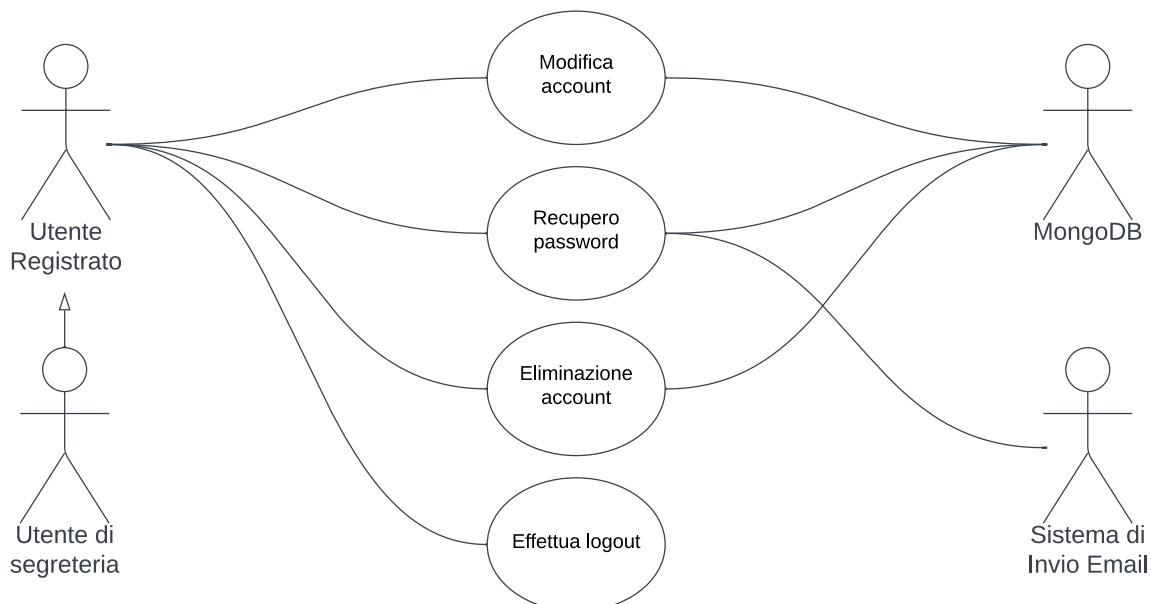 Modifica
account
Recupero
password
Utente
Registrato
MongoDB
Eliminazione
account
Utente di
segreteria
Effettua logout
Sistema di
Invio Email